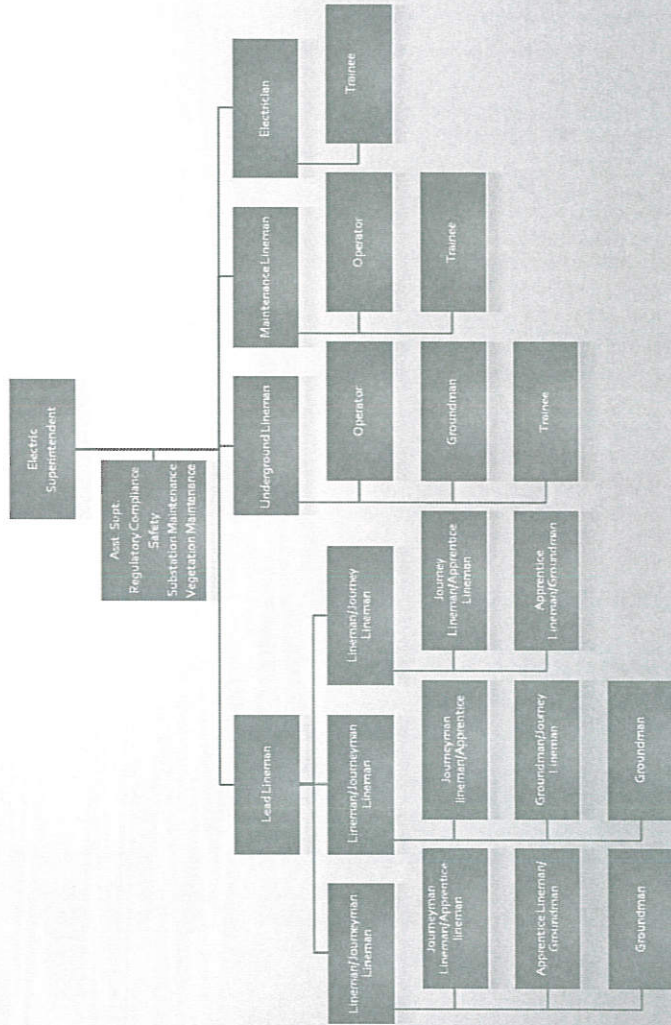 Electric
Superintendent
Asst. Supt.
Regulatory Compliance
Safety
Substation Maintenance
Vegetation Maintenance
Lead Lineman
Underground Lineman
Maintenance Lineman
Electrician
Lineman/Journeyman
Lineman
Journeyman
Lineman/Apprentice
lineman
Apprentice Lineman/
Groundman
Groundman
Lineman/Journeyman
Lineman
Journeyman
lineman/Apprentice
Groundman/Journey
Lineman
Groundman
Lineman/Journey
Lineman
Journey
Lineman/Apprentice
Lineman
Apprentice
Lineman/Groundman
Operator
Groundman
Trainee
Operator
Trainee
Trainee